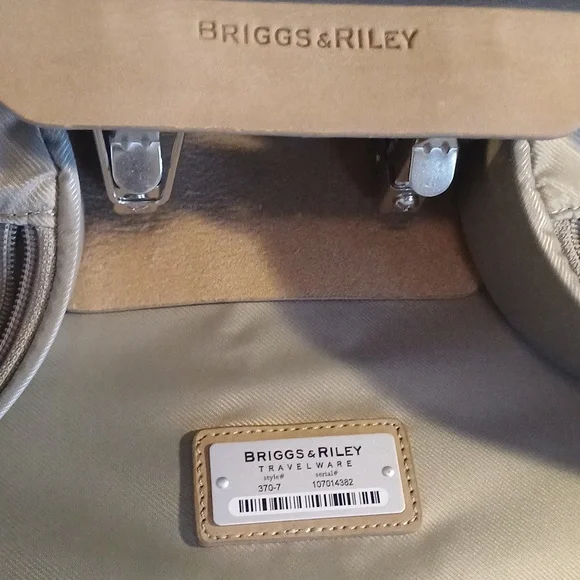 BRIGGS & RILEY
BRIGGS & RILEY
TRAVELWARE
style# serial#
370-7 107014382